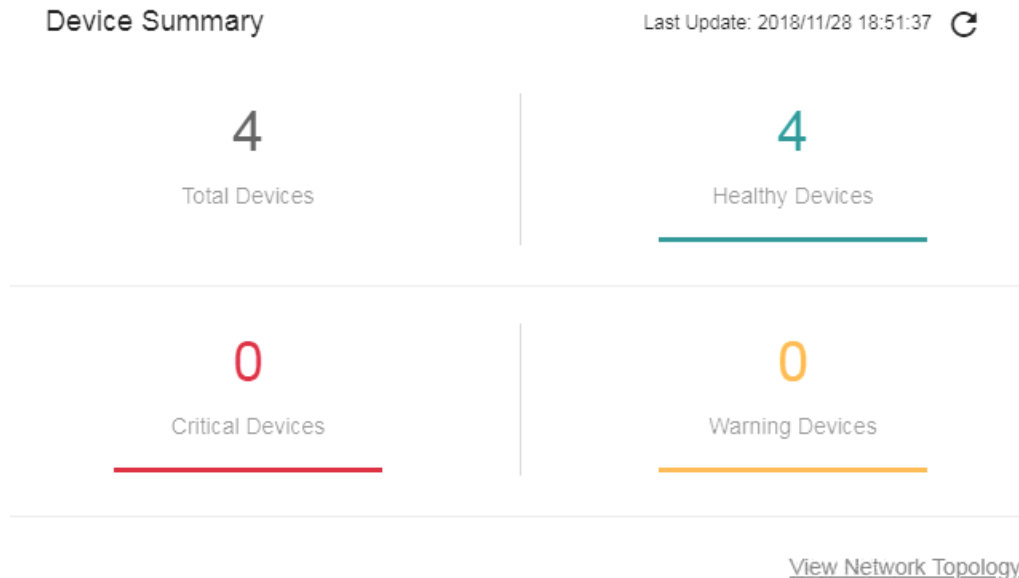 Device Summary
Last Update: 2018/11/28 18:51:37
4
Total Devices
4
Healthy Devices
0
Critical Devices
0
Warning Devices
View Network Topology